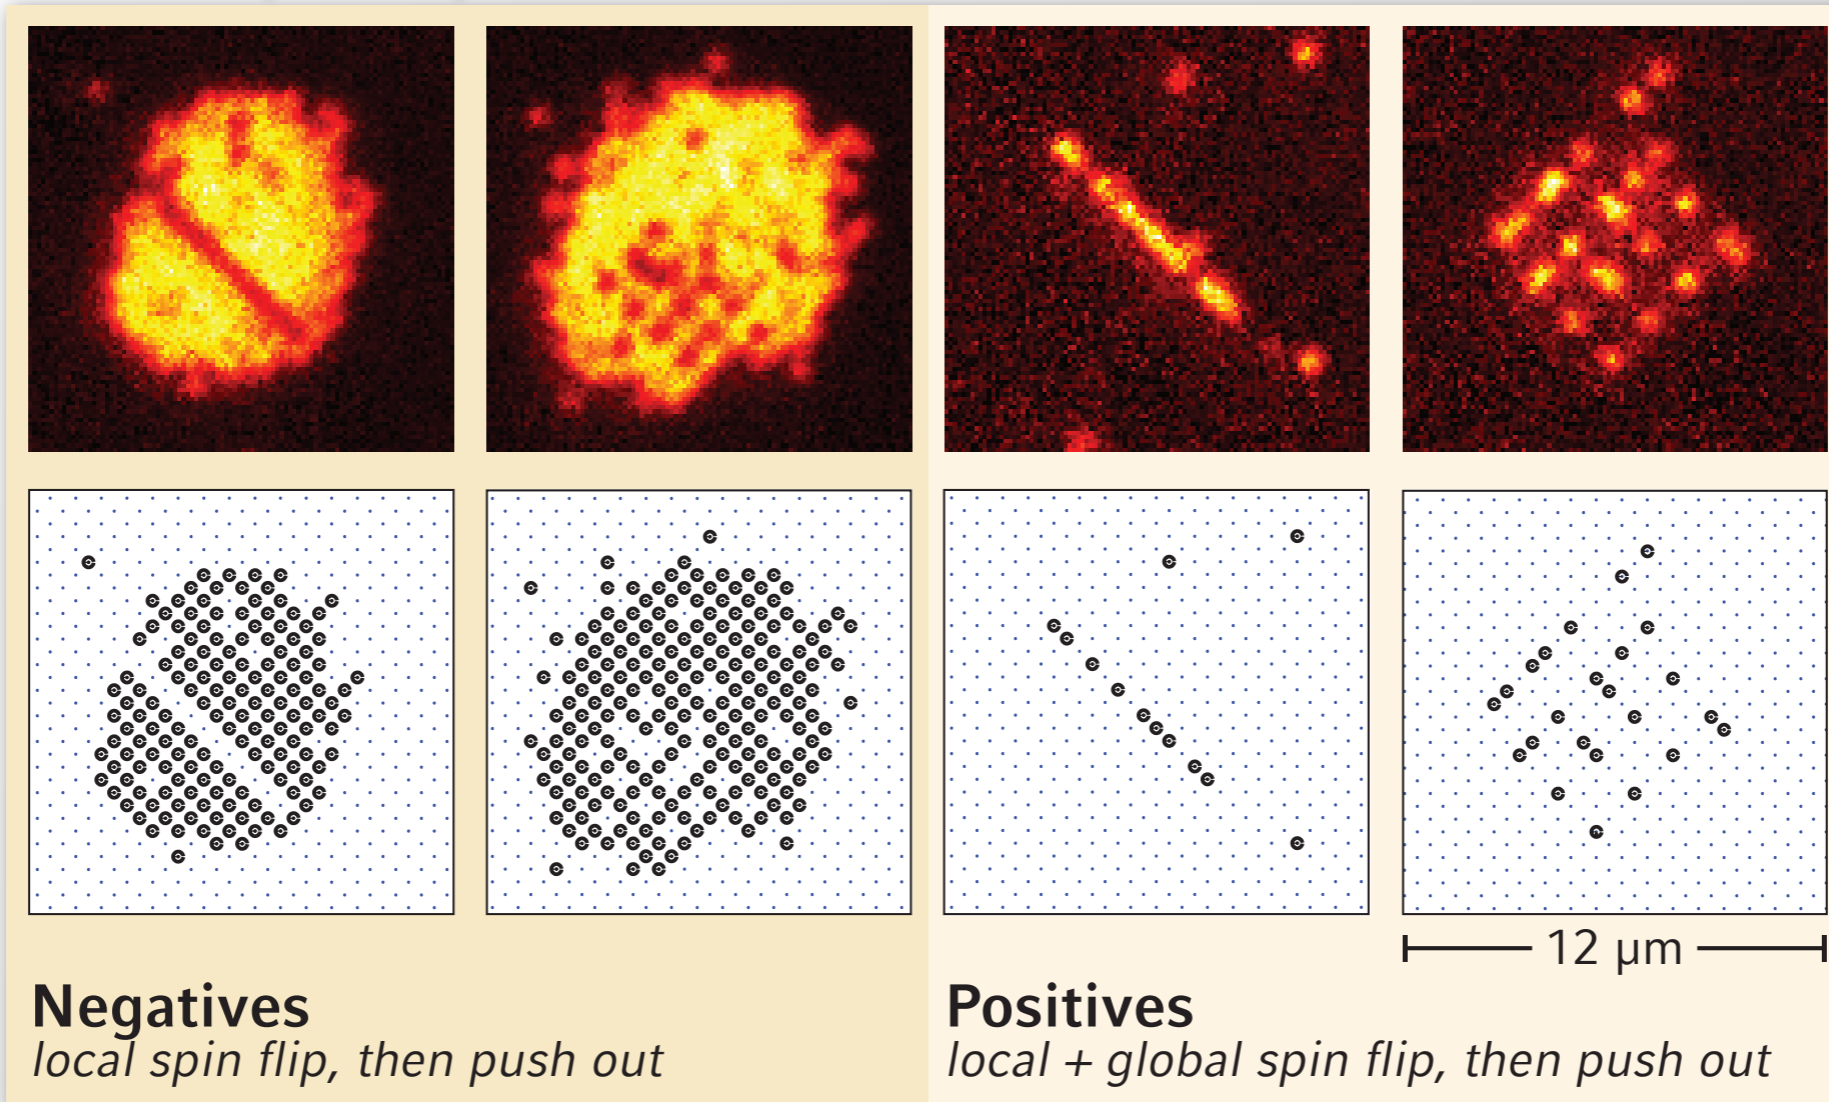 12 µm
Negatives
local spin flip, then push out
Positives
local + global spin flip, then push out